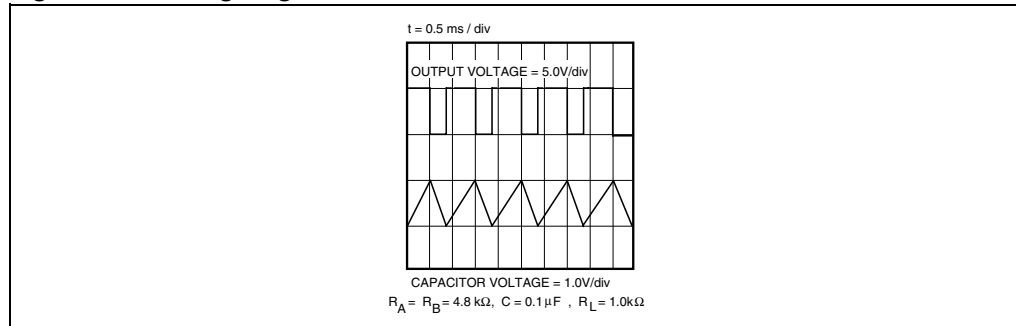 t = 0.5 ms / div
OUTPUT VOLTAGE = 5.0V/div
CAPACITOR VOLTAGE = 1.0V/div
RA = RB = 4.8 kΩ, C = 0.1 µF , RL = 1.0kΩ